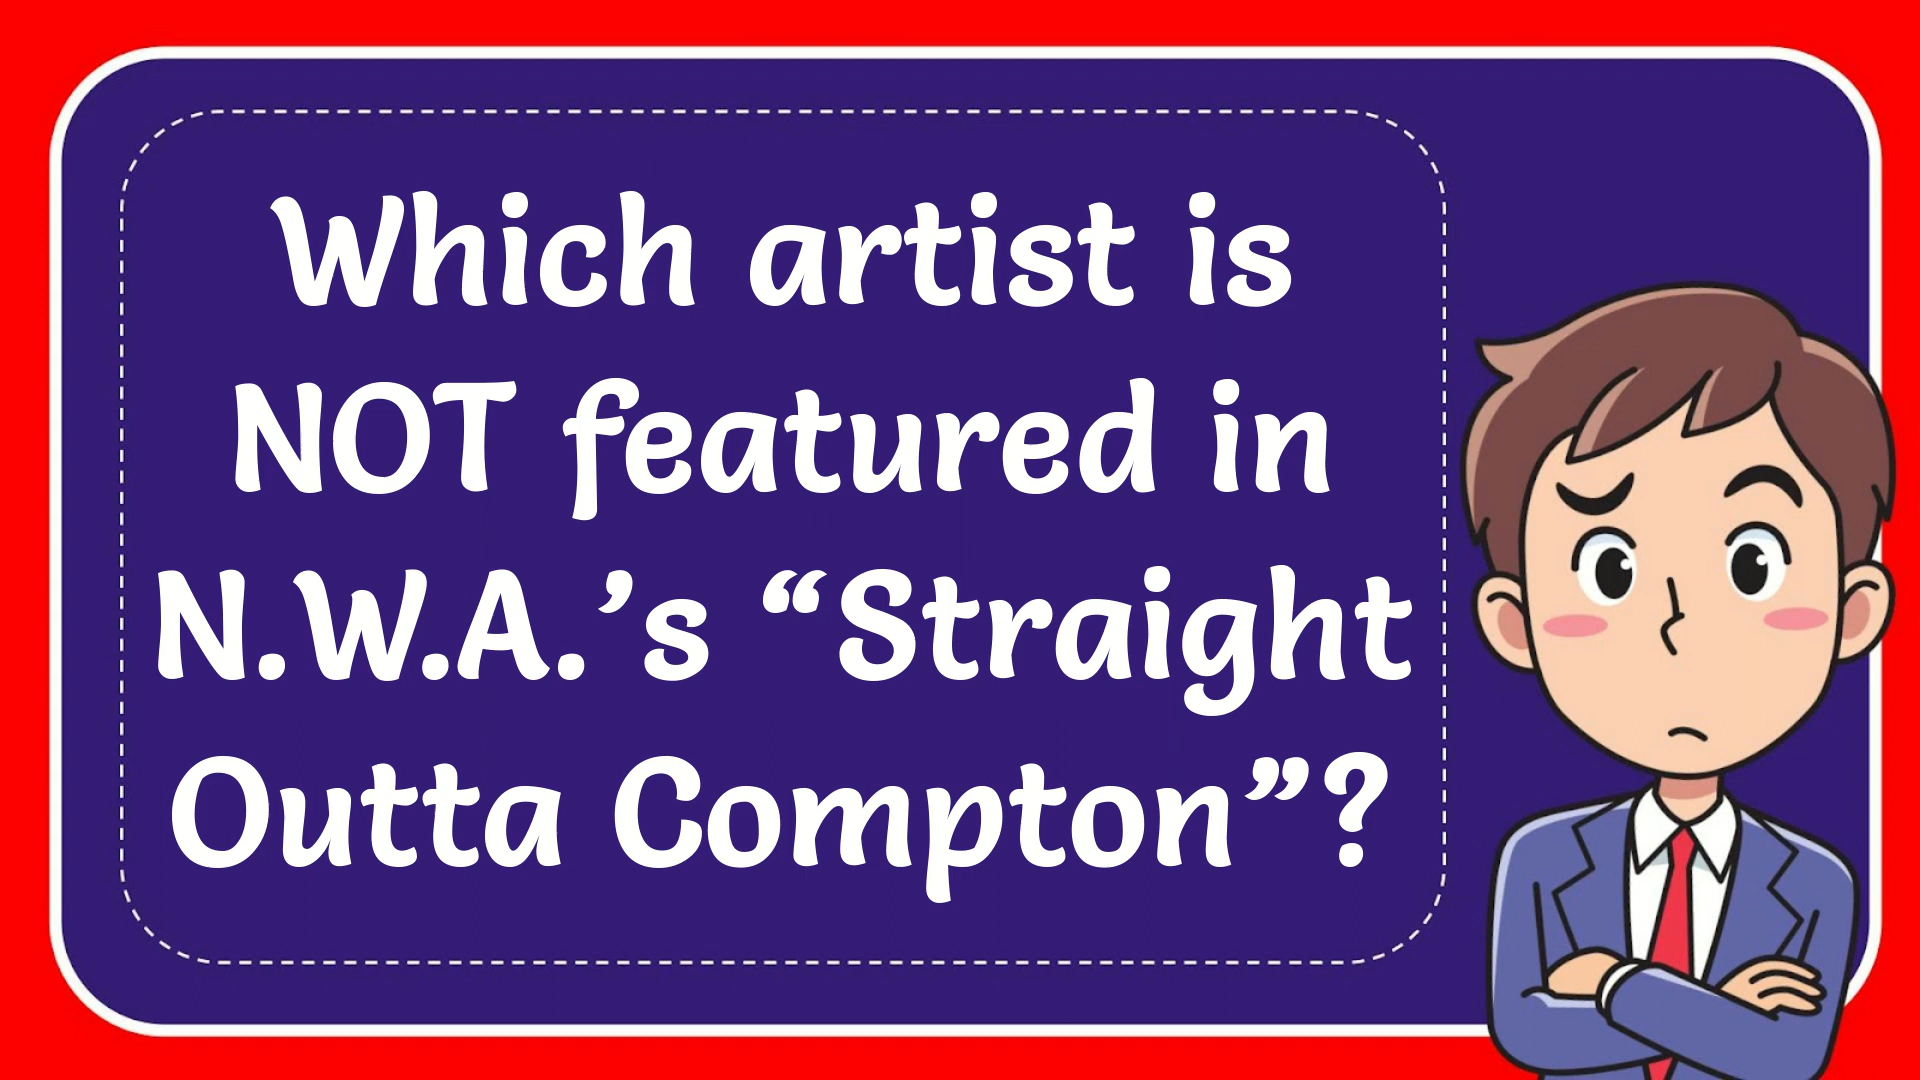 Which artist is
NOT featured in
N.W.A.’s “Straight
Outta Compton”?